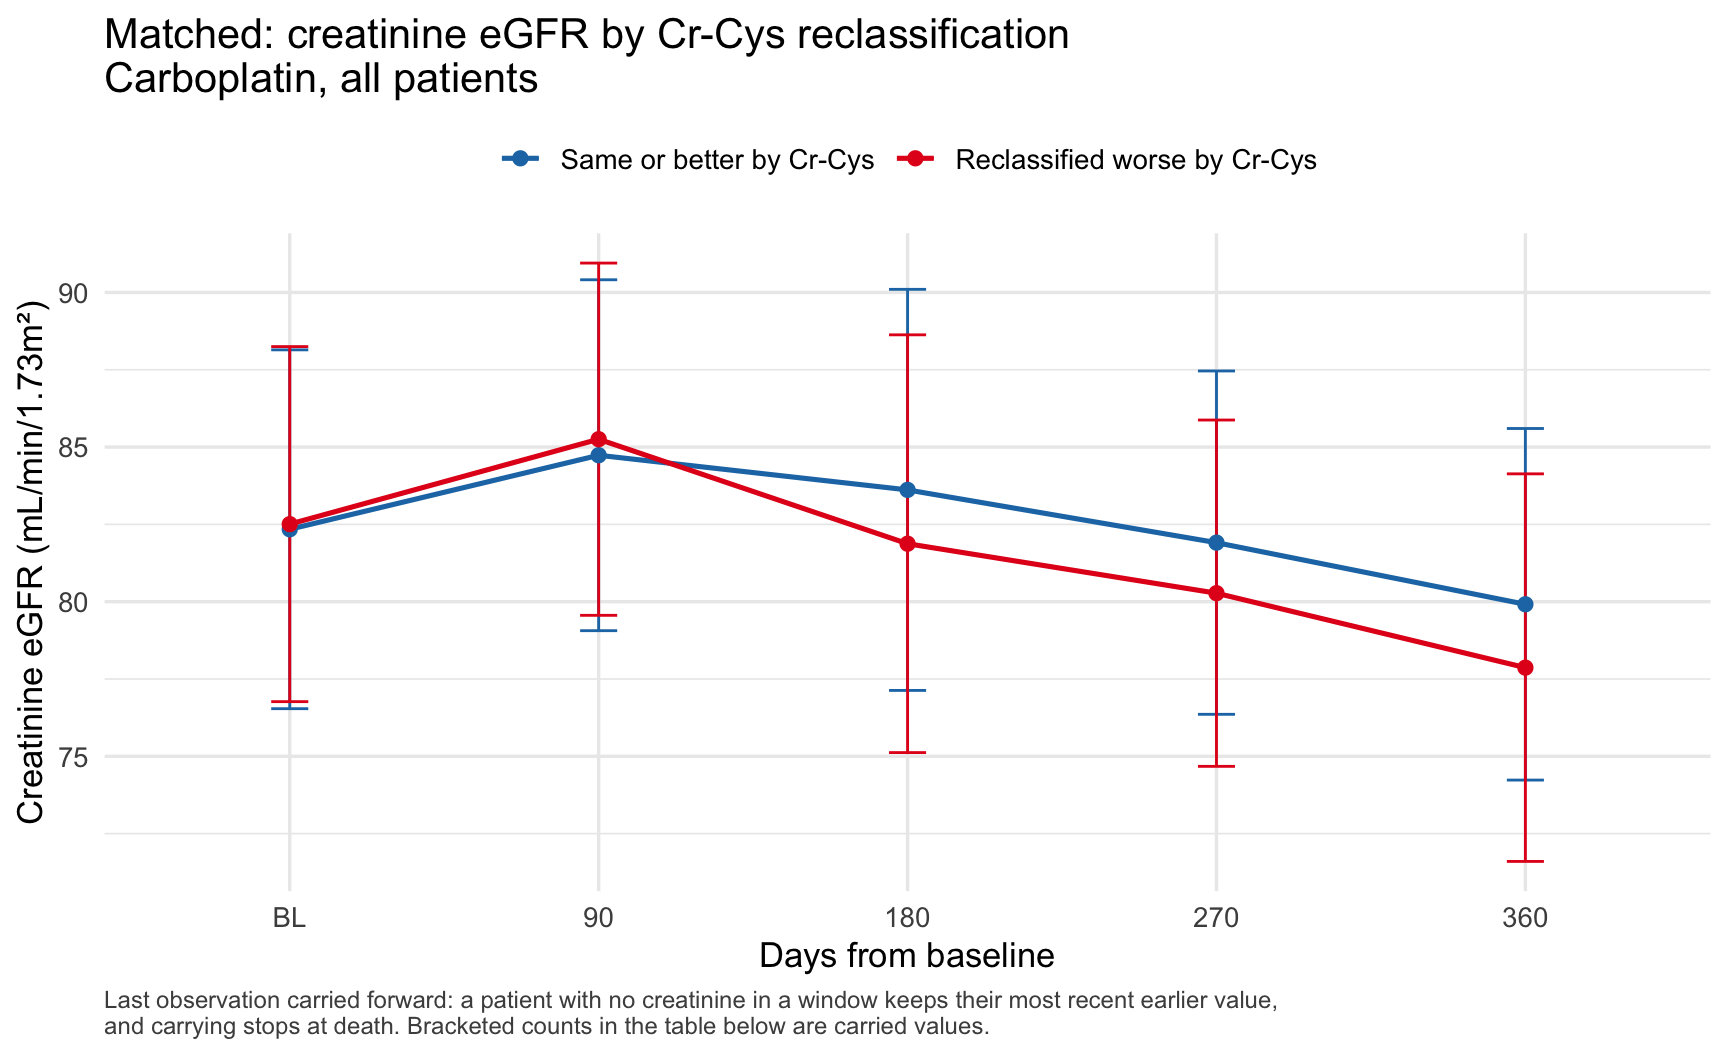 Matched: creatinine eGFR by Cr-Cys reclassification
Carboplatin, all patients
Same or better by Cr-Cys
Reclassified worse by Cr-Cys
Creatinine eGFR (mL/min/1.73m²)
90
85
80
75
BL
90
180
270
360
Days from baseline
Last observation carried forward: a patient with no creatinine in a window keeps their most recent earlier value,
and carrying stops at death. Bracketed counts in the table below are carried values.